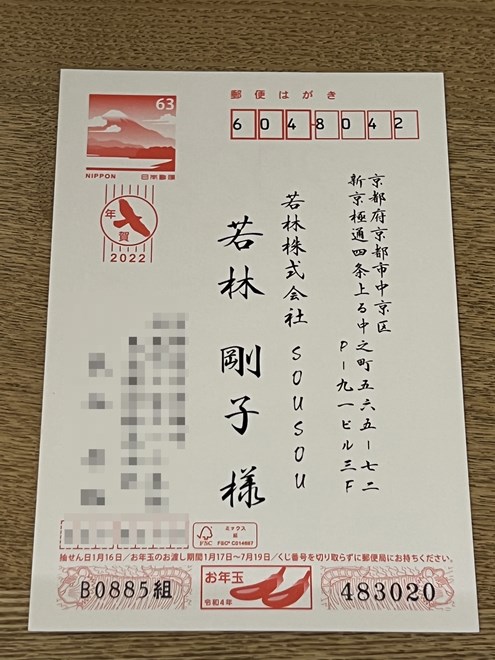 郵便はがき
6048042
63
NIPPON 日本郵便
年賀
2022
京都府京都市中京区
新京極通四条上る中之町五六五ー七二
P－九一ビル三F
若林株式会社 SOUSOU
若林 剛子 様
FSC
ミックス
紙
FSC® C014687
抽せん日1月16日／お年玉のお渡し期間1月17日〜7月19日／くじ番号を切り取らずに郵便局にお持ちください。
B0885組
お年玉
令和4年
483020